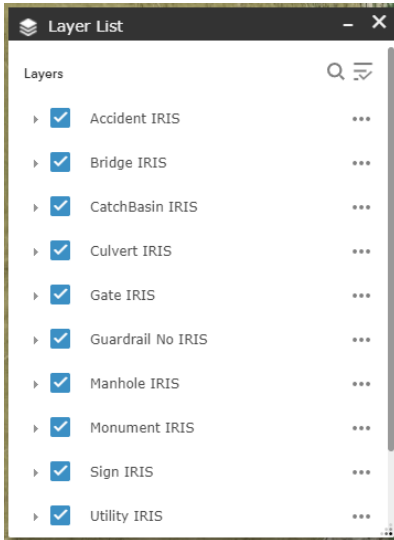 Layer List
Layers
Accident IRIS
Bridge IRIS
CatchBasin IRIS
Culvert IRIS
Gate IRIS
Guardrail No IRIS
Manhole IRIS
Monument IRIS
Sign IRIS
Utility IRIS